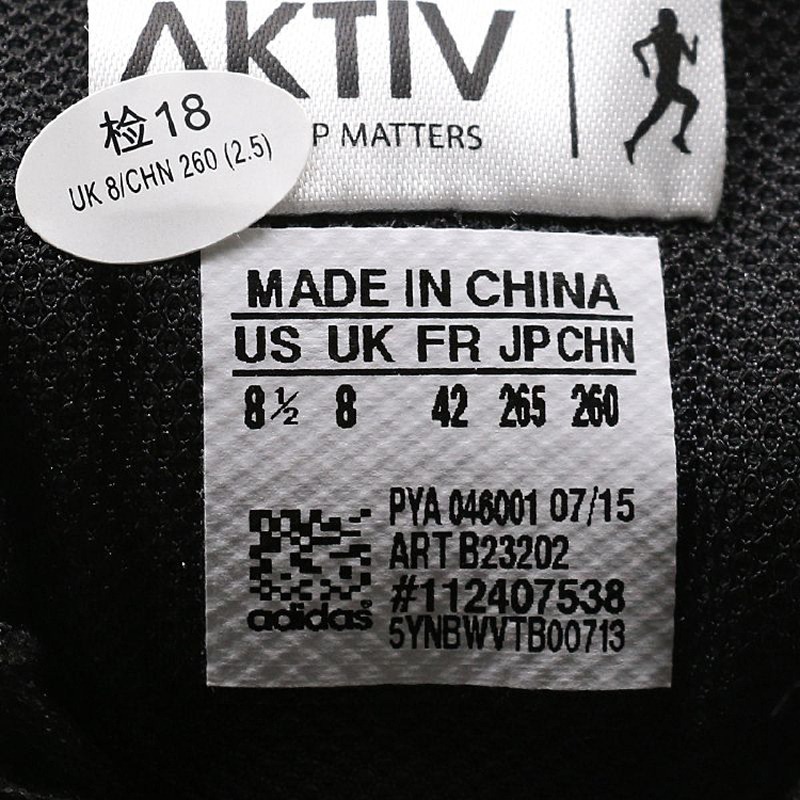 AKTIV
P MATTERS
检18
UK 8/CHN 260 (2.5)
MADE IN CHINA
US UK FR JP CHN
8½ 8 42 265 260
PYA 046001 07/15
ART B23202
#112407538
5YNBWVTB00713
adidas®